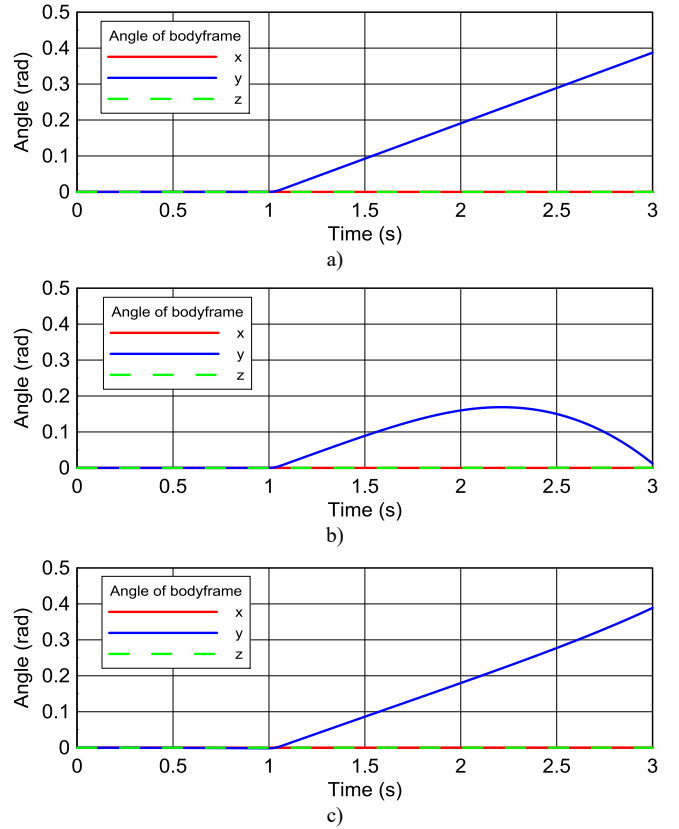 0.5
0.4
0.3
0.2
0.1
0
Angle (rad)
Angle of bodyframe
x
y
z
0 0.5 1 1.5 2 2.5 3
Time (s)
a)
0.5
0.4
0.3
0.2
0.1
0
Angle (rad)
Angle of bodyframe
x
y
z
0 0.5 1 1.5 2 2.5 3
Time (s)
b)
0.5
0.4
0.3
0.2
0.1
0
Angle (rad)
Angle of bodyframe
x
y
z
0 0.5 1 1.5 2 2.5 3
Time (s)
c)